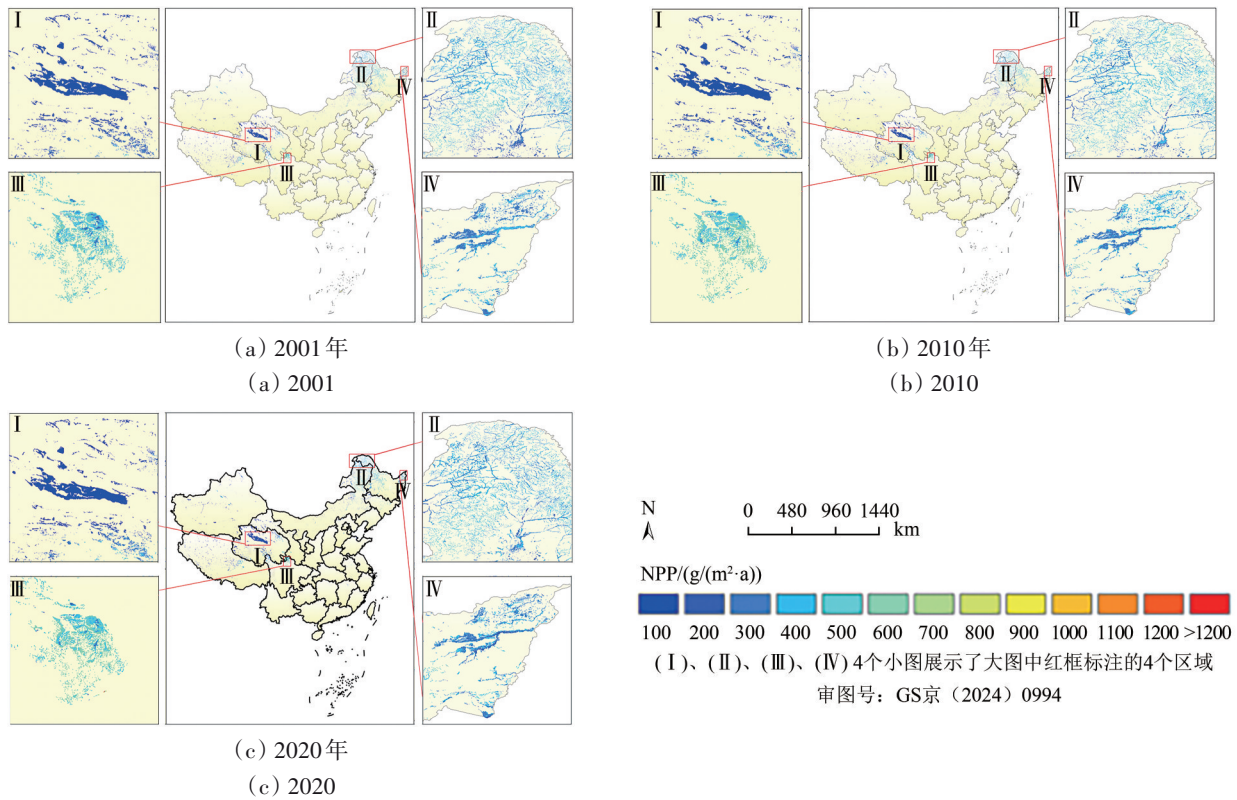 Ⅰ
Ⅱ
Ⅲ
Ⅳ
Ⅰ
Ⅱ
Ⅲ
Ⅳ
(a) 2001年
(a) 2001
Ⅰ
Ⅱ
Ⅲ
Ⅳ
Ⅰ
Ⅱ
Ⅲ
Ⅳ
(b) 2010年
(b) 2010
Ⅰ
Ⅱ
Ⅲ
Ⅳ
Ⅰ
Ⅱ
Ⅲ
Ⅳ
(c) 2020年
(c) 2020
N
0 480 960 1440
km
NPP/(g/(m²·a))
100 200 300 400 500 600 700 800 900 1000 1100 1200 >1200
(Ⅰ)、(Ⅱ)、(Ⅲ)、(Ⅳ) 4个小图展示了大图中红框标注的4个区域
审图号：GS京（2024）0994